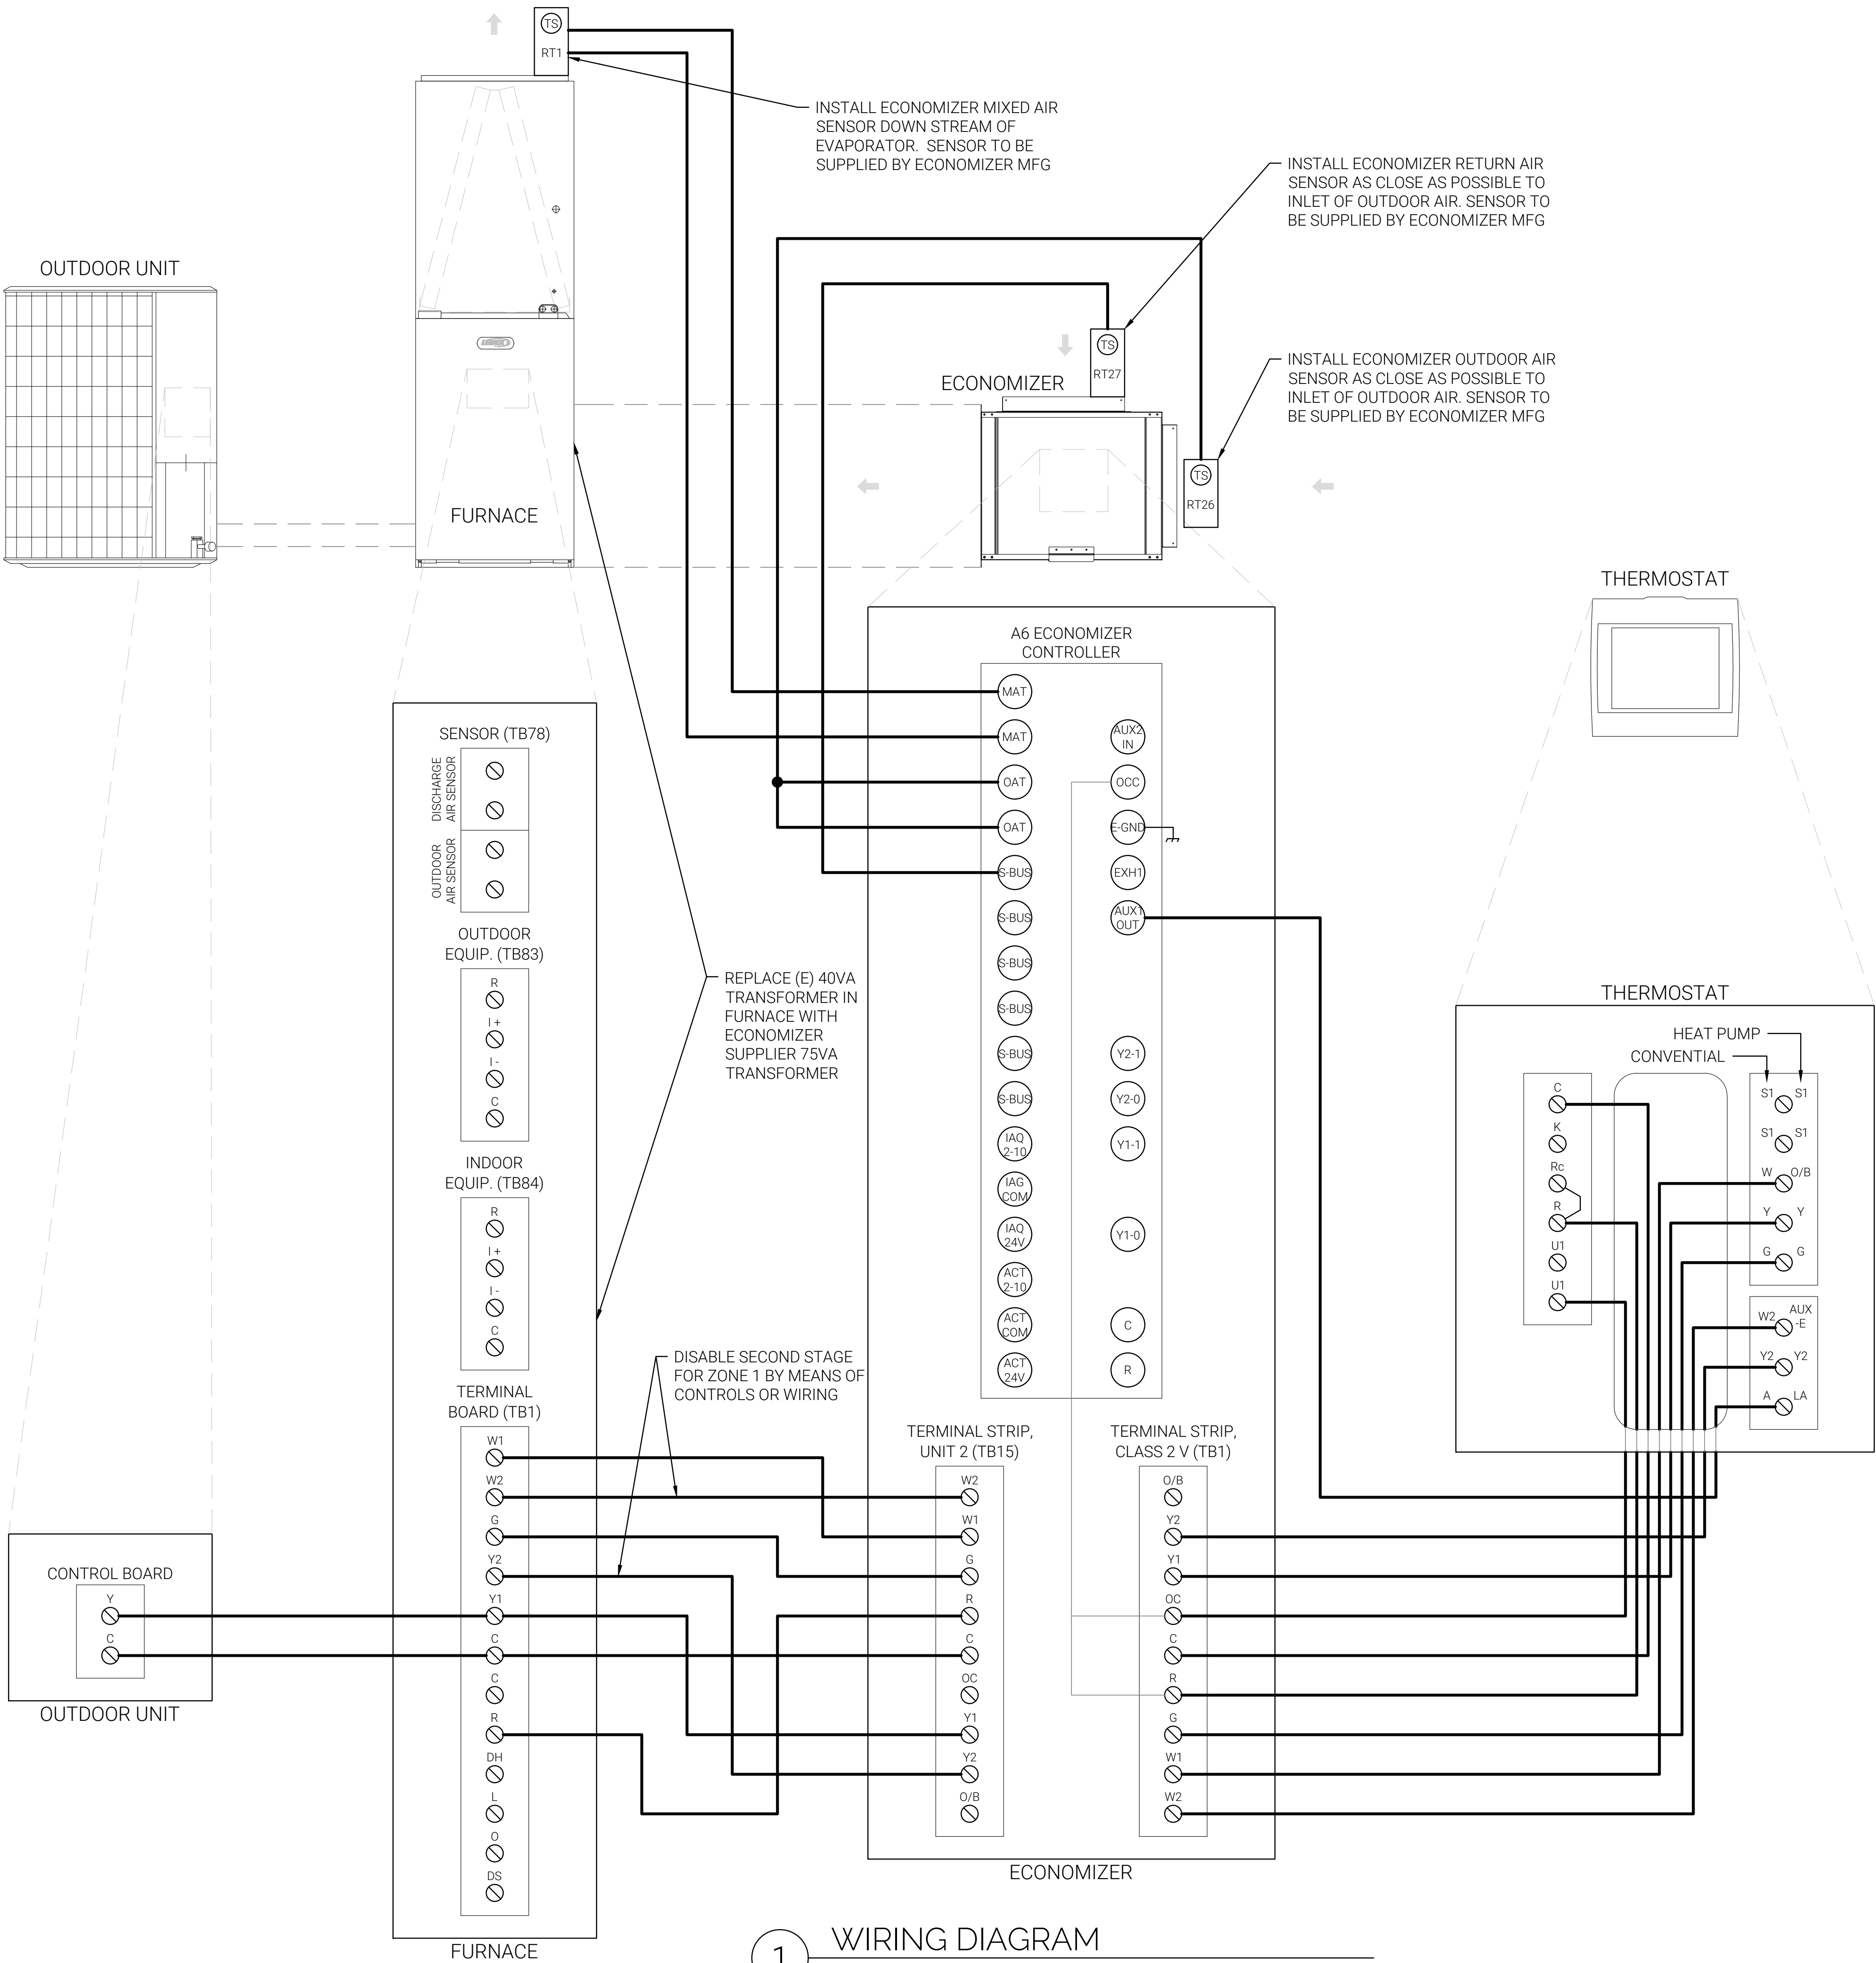 TS
RT1
INSTALL ECONOMIZER MIXED AIR
SENSOR DOWN STREAM OF
EVAPORATOR. SENSOR TO BE
SUPPLIED BY ECONOMIZER MFG
INSTALL ECONOMIZER RETURN AIR
SENSOR AS CLOSE AS POSSIBLE TO
INLET OF OUTDOOR AIR. SENSOR TO
BE SUPPLIED BY ECONOMIZER MFG
OUTDOOR UNIT
TS
RT27
ECONOMIZER
INSTALL ECONOMIZER OUTDOOR AIR
SENSOR AS CLOSE AS POSSIBLE TO
INLET OF OUTDOOR AIR. SENSOR TO
BE SUPPLIED BY ECONOMIZER MFG
TS
RT26
FURNACE
THERMOSTAT
SENSOR (TB78)
DISCHARGE
AIR SENSOR
OUTDOOR
AIR SENSOR
OUTDOOR
EQUIP. (TB83)
R
I +
I -
C
INDOOR
EQUIP. (TB84)
R
I +
I -
C
TERMINAL
BOARD (TB1)
W1
W2
G
Y2
Y1
C
C
R
DH
L
O
DS
FURNACE
REPLACE (E) 40VA
TRANSFORMER IN
FURNACE WITH
ECONOMIZER
SUPPLIER 75VA
TRANSFORMER
DISABLE SECOND STAGE
FOR ZONE 1 BY MEANS OF
CONTROLS OR WIRING
CONTROL BOARD
Y
C
OUTDOOR UNIT
A6 ECONOMIZER
CONTROLLER
MAT
MAT
OAT
OAT
S-BUS
S-BUS
S-BUS
S-BUS
S-BUS
S-BUS
IAQ
2-10
IAG
COM
IAQ
24V
ACT
2-10
ACT
COM
ACT
24V
AUX2
IN
OCC
E-GND
EXH1
AUX1
OUT
Y2-1
Y2-0
Y1-1
Y1-0
C
R
TERMINAL STRIP,
UNIT 2 (TB15)
W2
W1
G
R
C
OC
Y1
Y2
O/B
TERMINAL STRIP,
CLASS 2 V (TB1)
O/B
Y2
Y1
OC
C
R
G
W1
W2
ECONOMIZER
THERMOSTAT
HEAT PUMP
CONVENTIAL
C
K
Rc
R
U1
U1
S1 S1
S1 S1
W O/B
Y Y
G G
W2 AUX
-E
Y2 Y2
A LA
1 WIRING DIAGRAM